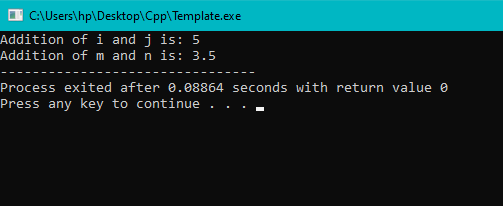 C:\Users\hp\Desktop\Cpp\Template.exe
Addition of i and j is: 5
Addition of m and n is: 3.5
--------------------------------
Process exited after 0.08864 seconds with return value 0
Press any key to continue . . .